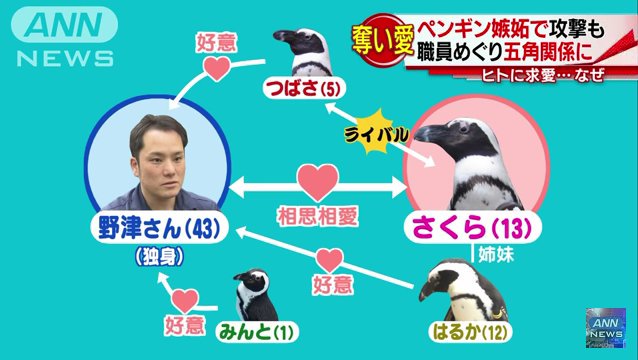 ANN
NEWS
奪い愛
ペンギン嫉妬で攻撃も
職員めぐり五角関係に
ヒトに求愛…なぜ
好意
つばさ(5)
ライバル
相思相愛
野津さん(43)
(独身)
さくら(13)
姉妹
好意
好意
みんと(1)
はるか(12)
ANN
NEWS